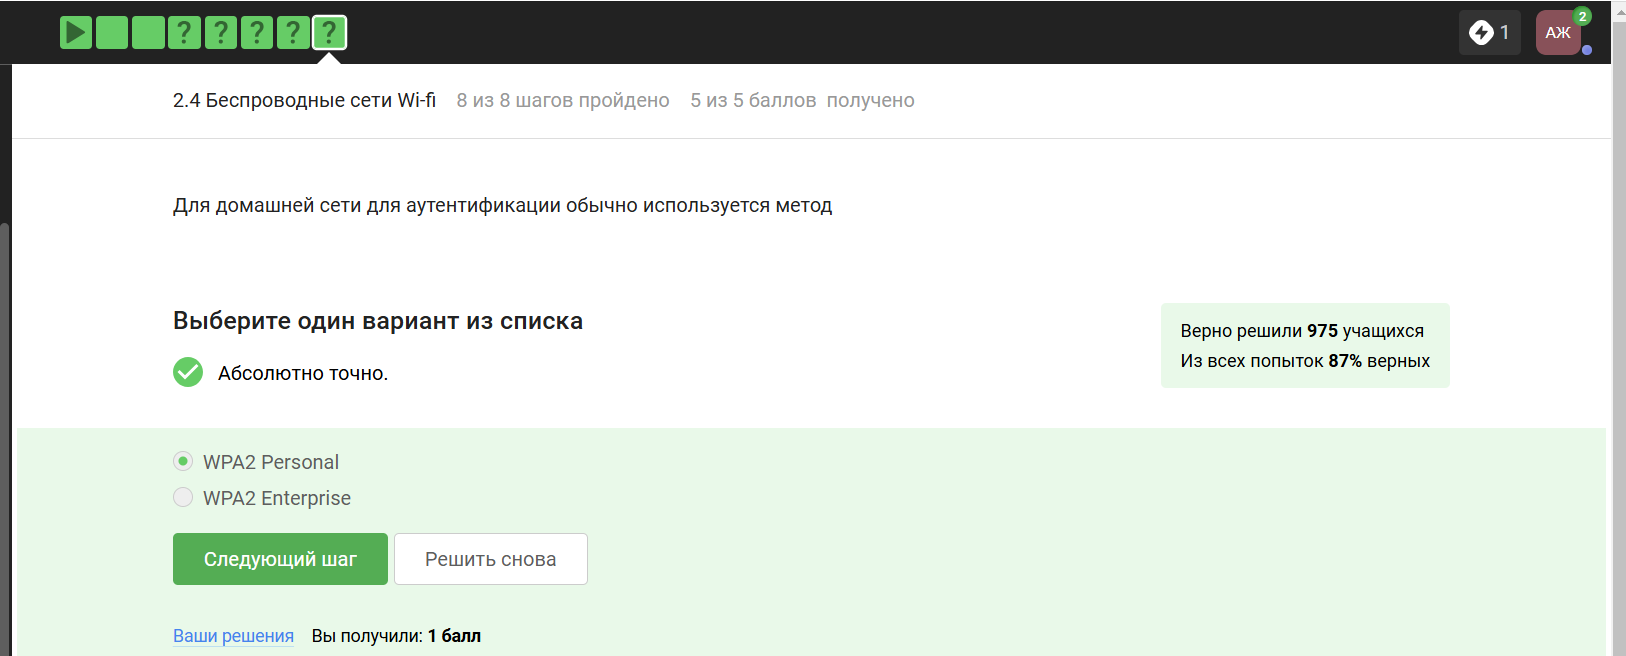 ? ? ? ? ?
1
АЖ
2
2.4 Беспроводные сети Wi-fi 8 из 8 шагов пройдено 5 из 5 баллов получено
Для домашней сети для аутентификации обычно используется метод
Выберите один вариант из списка
Абсолютно точно.
Верно решили 975 учащихся
Из всех попыток 87% верных
WPA2 Personal
WPA2 Enterprise
Следующий шаг
Решить снова
Ваши решения Вы получили: 1 балл